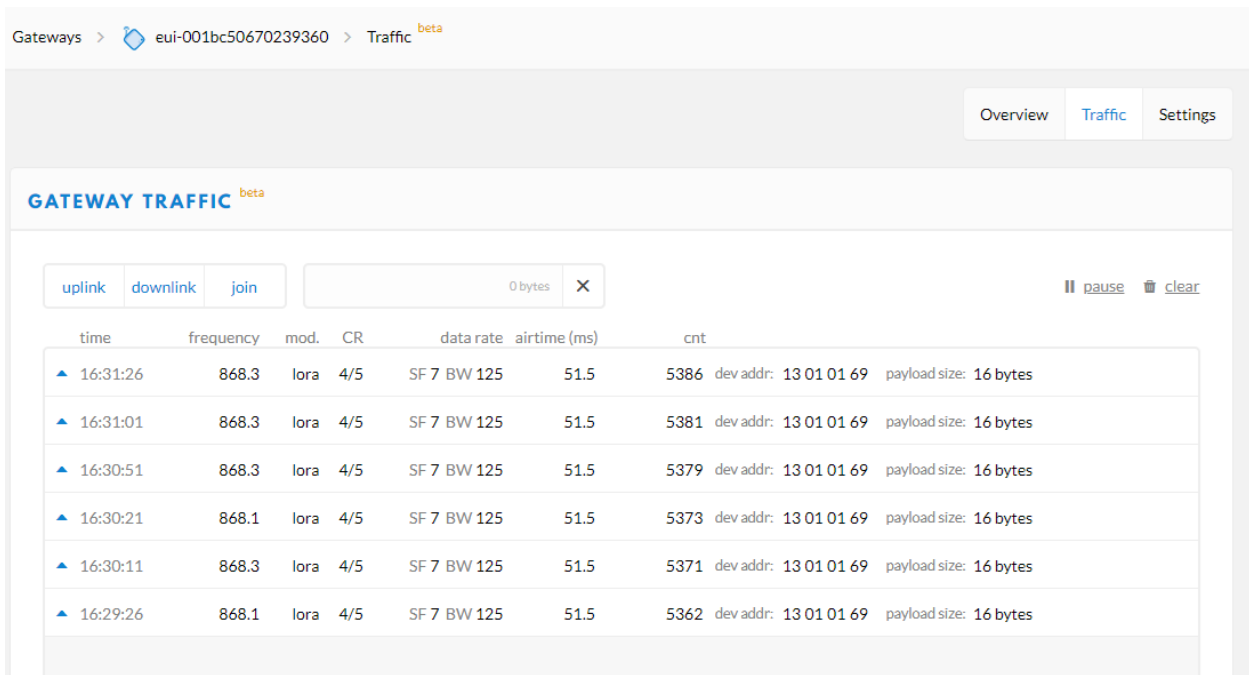 Gateways > eui-001bc50670239360 > Traffic beta
Overview Traffic Settings
GATEWAY TRAFFIC beta
uplink downlink join 0 bytes × pause clear
time frequency mod. CR data rate airtime (ms) cnt
16:31:26 868.3 lora 4/5 SF 7 BW 125 51.5 5386 dev addr: 13 01 01 69 payload size: 16 bytes
16:31:01 868.3 lora 4/5 SF 7 BW 125 51.5 5381 dev addr: 13 01 01 69 payload size: 16 bytes
16:30:51 868.3 lora 4/5 SF 7 BW 125 51.5 5379 dev addr: 13 01 01 69 payload size: 16 bytes
16:30:21 868.1 lora 4/5 SF 7 BW 125 51.5 5373 dev addr: 13 01 01 69 payload size: 16 bytes
16:30:11 868.3 lora 4/5 SF 7 BW 125 51.5 5371 dev addr: 13 01 01 69 payload size: 16 bytes
16:29:26 868.1 lora 4/5 SF 7 BW 125 51.5 5362 dev addr: 13 01 01 69 payload size: 16 bytes